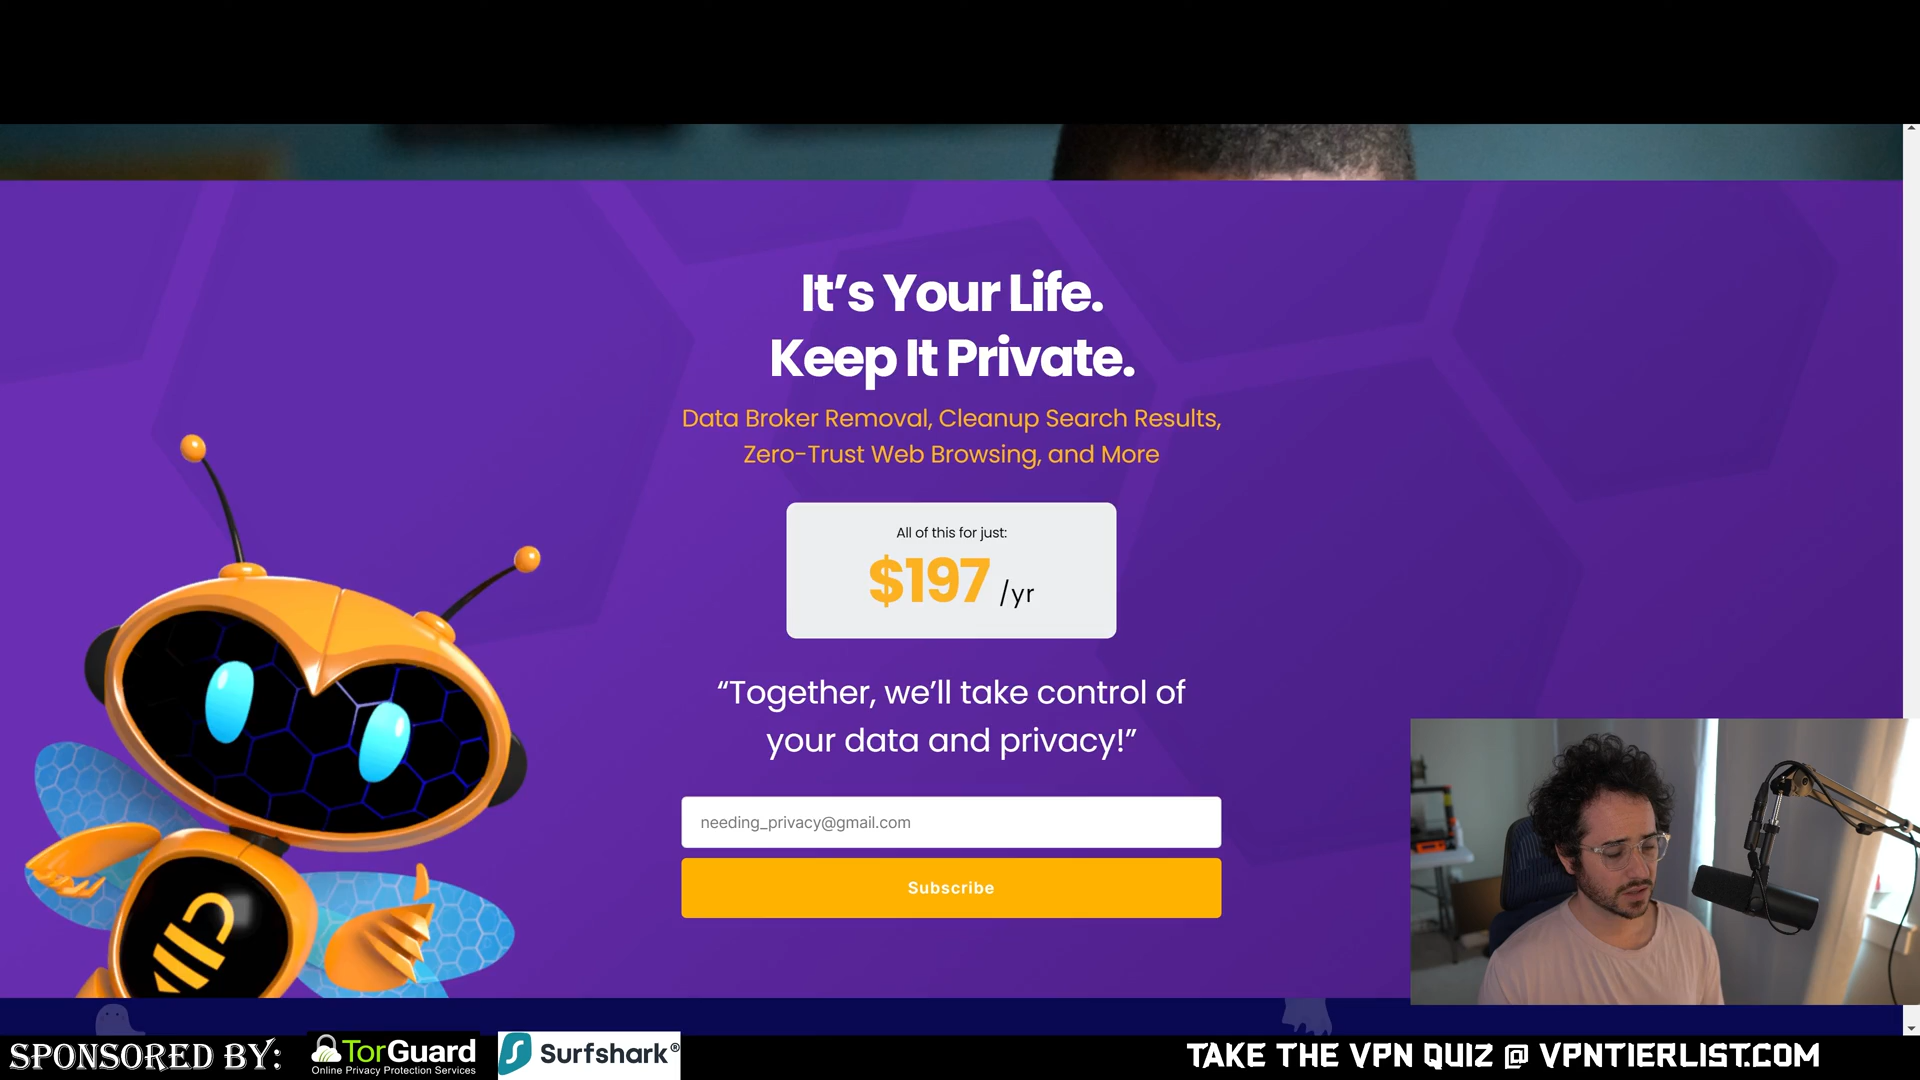 It's Your Life.
Keep It Private.
Data Broker Removal, Cleanup Search Results,
Zero-Trust Web Browsing, and More
All of this for just:
$197 /yr
“Together, we'll take control of
your data and privacy!”
needing_privacy@gmail.com
Subscribe
SPONSORED BY:
TorGuard
Online Privacy Protection Services
Surfshark®
TAKE THE VPN QUIZ @ VPNTIERLIST.COM